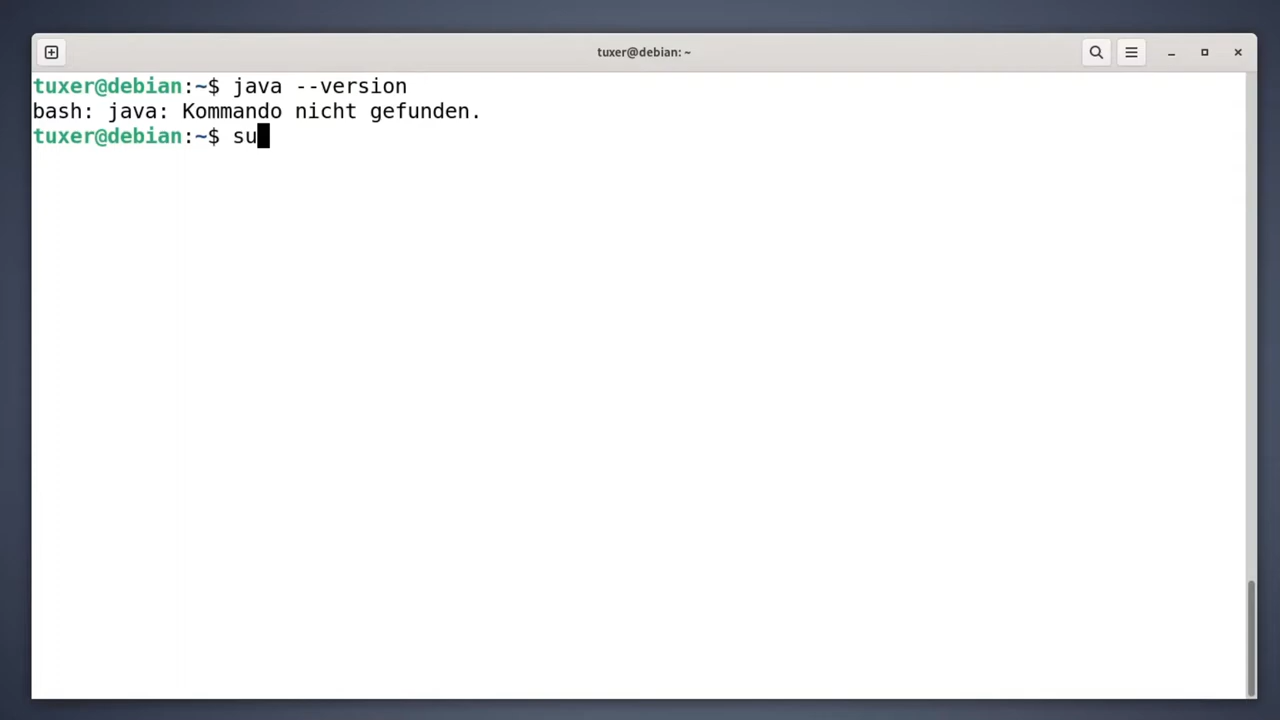 tuxer@debian: ~
tuxer@debian:~$ java --version
bash: java: Kommando nicht gefunden.
tuxer@debian:~$ su